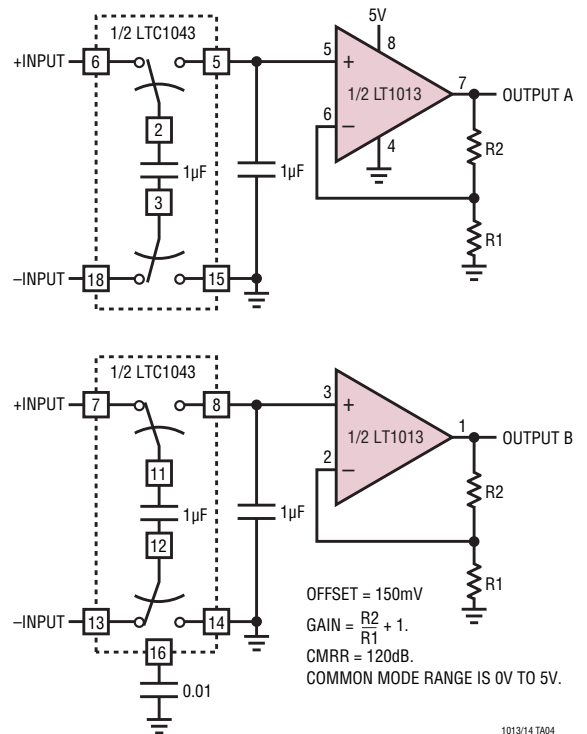 1/2 LTC1043
5V
+INPUT 6 5 5 + 8
1/2 LT1013 7 OUTPUT A
2 6 −
1µF 1µF 4 R2
3
R1
−INPUT 18 15
1/2 LTC1043
+INPUT 7 8 3 +
1/2 LT1013 1 OUTPUT B
11 2 −
1µF 1µF R2
12
R1
OFFSET = 150mV
−INPUT 13 14
GAIN = R2/R1 + 1.
16
CMRR = 120dB.
0.01
COMMON MODE RANGE IS 0V TO 5V.
1013/14 TA04